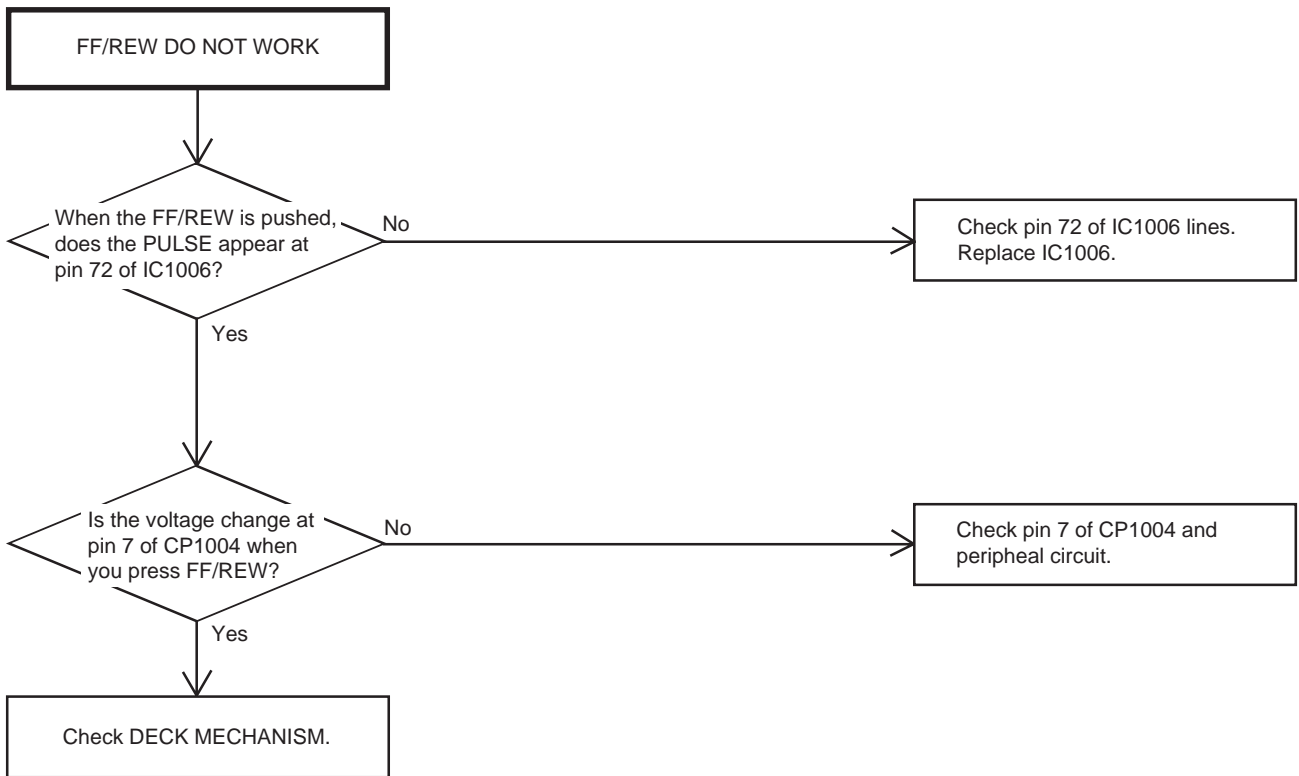 FF/REW DO NOT WORK
When the FF/REW is pushed,
does the PULSE appear at
pin 72 of IC1006?
No
Check pin 72 of IC1006 lines.
Replace IC1006.
Yes
Is the voltage change at
pin 7 of CP1004 when
you press FF/REW?
No
Check pin 7 of CP1004 and
peripheal circuit.
Yes
Check DECK MECHANISM.